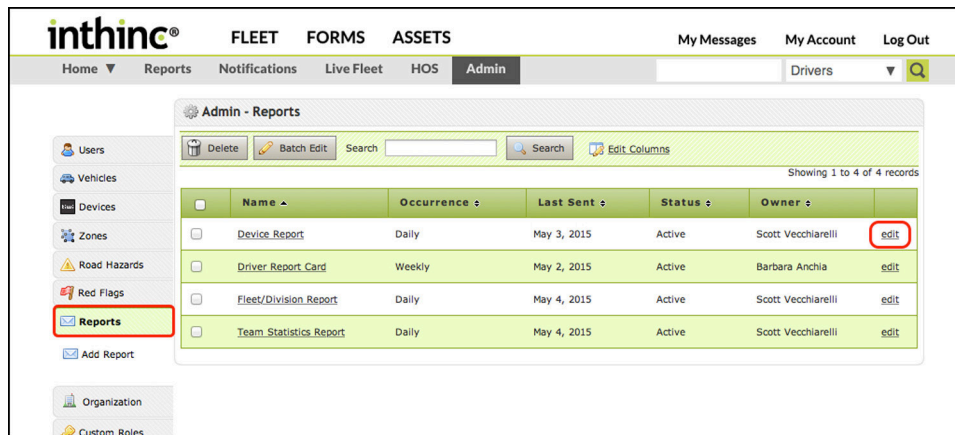 inthinc®
FLEET FORMS ASSETS
My Messages My Account Log Out
Home ▼ Reports Notifications Live Fleet HOS Admin
Drivers ▼
Admin - Reports
Users
Vehicles
tiwi Devices
Zones
Road Hazards
Red Flags
Reports
Add Report
Organization
Custom Roles
Delete Batch Edit Search Search Edit Columns
Showing 1 to 4 of 4 records
Name Occurrence Last Sent Status Owner
Device Report Daily May 3, 2015 Active Scott Vecchiarelli edit
Driver Report Card Weekly May 2, 2015 Active Barbara Anchia edit
Fleet/Division Report Daily May 4, 2015 Active Scott Vecchiarelli edit
Team Statistics Report Daily May 4, 2015 Active Scott Vecchiarelli edit